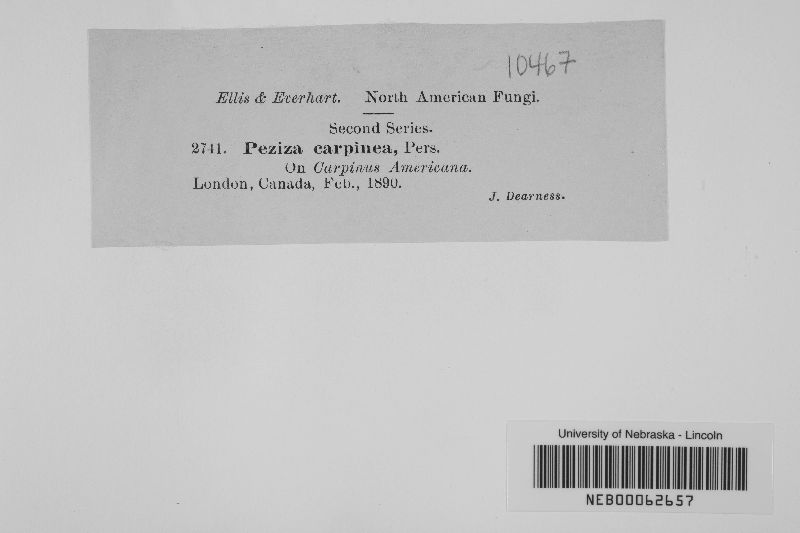 10467
Ellis & Everhart. North American Fungi.
Second Series.
2741. Peziza carpinea, Pers.
On Carpinus Americana.
London, Canada, Feb., 1890.
J. Dearness.
University of Nebraska - Lincoln
NEB00062657